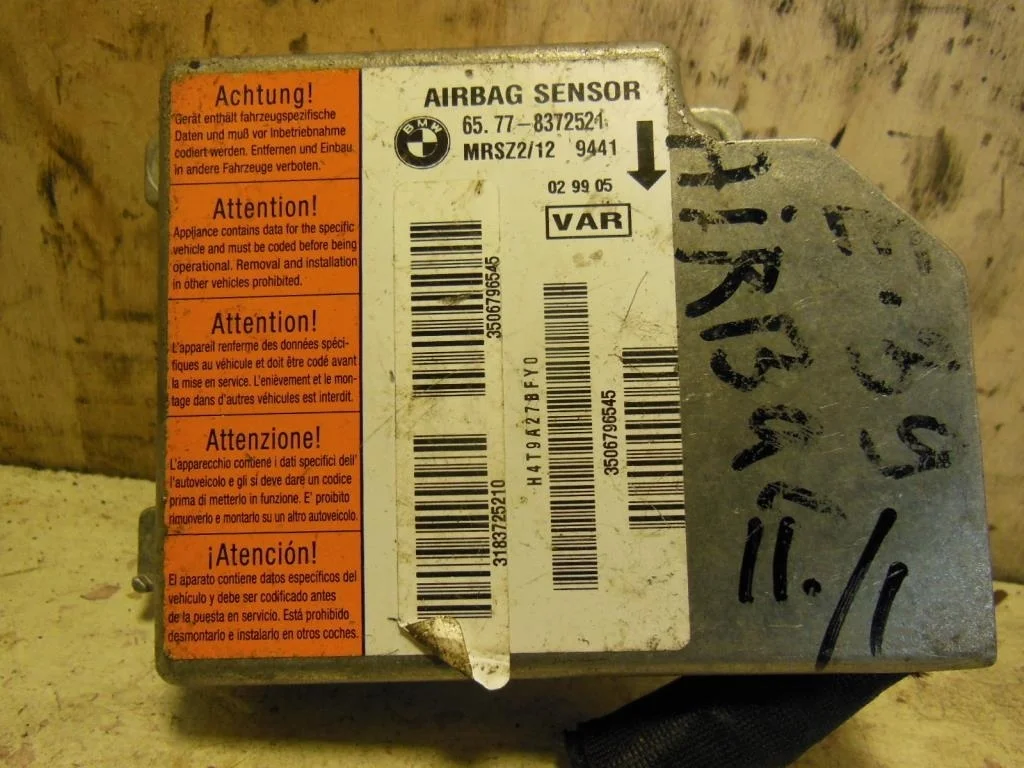 Achtung!
Gerät enthält fahrzeugspezifische
Daten und muß vor Inbetriebnahme
codiert werden. Entfernen und Einbau
in andere Fahrzeuge verboten.
Attention!
Appliance contains data for the specific
vehicle and must be coded before being
operational. Removal and installation
in other vehicles prohibited.
Attention!
L'appareil renferme des données spéci-
fiques au véhicule et doit être codé avant
la mise en service. L'enièvement et le mon-
tage dans d'autres véhicules est interdit.
Attenzione!
L'apparecchio contiene i dati specifici dell'
l'autoveicolo e gli si deve dare un codice
prima di metterlo in funzione. E' proibito
rimunverlo e montarlo su un altro autoveicolo.
¡Atención!
El aparato contiene datos específicos del
vehículo y debe ser codificado antes
de la puesta en servicio. Está prohibido
desmontarlo e instalarlo en otros coches.
AIRBAG SENSOR
BMW
65.77-8372521
MRSZ2/12 9441
02 99 05
VAR
3506796545
3183725210
H4T9A27BFY0
3506796545
AiRBaG